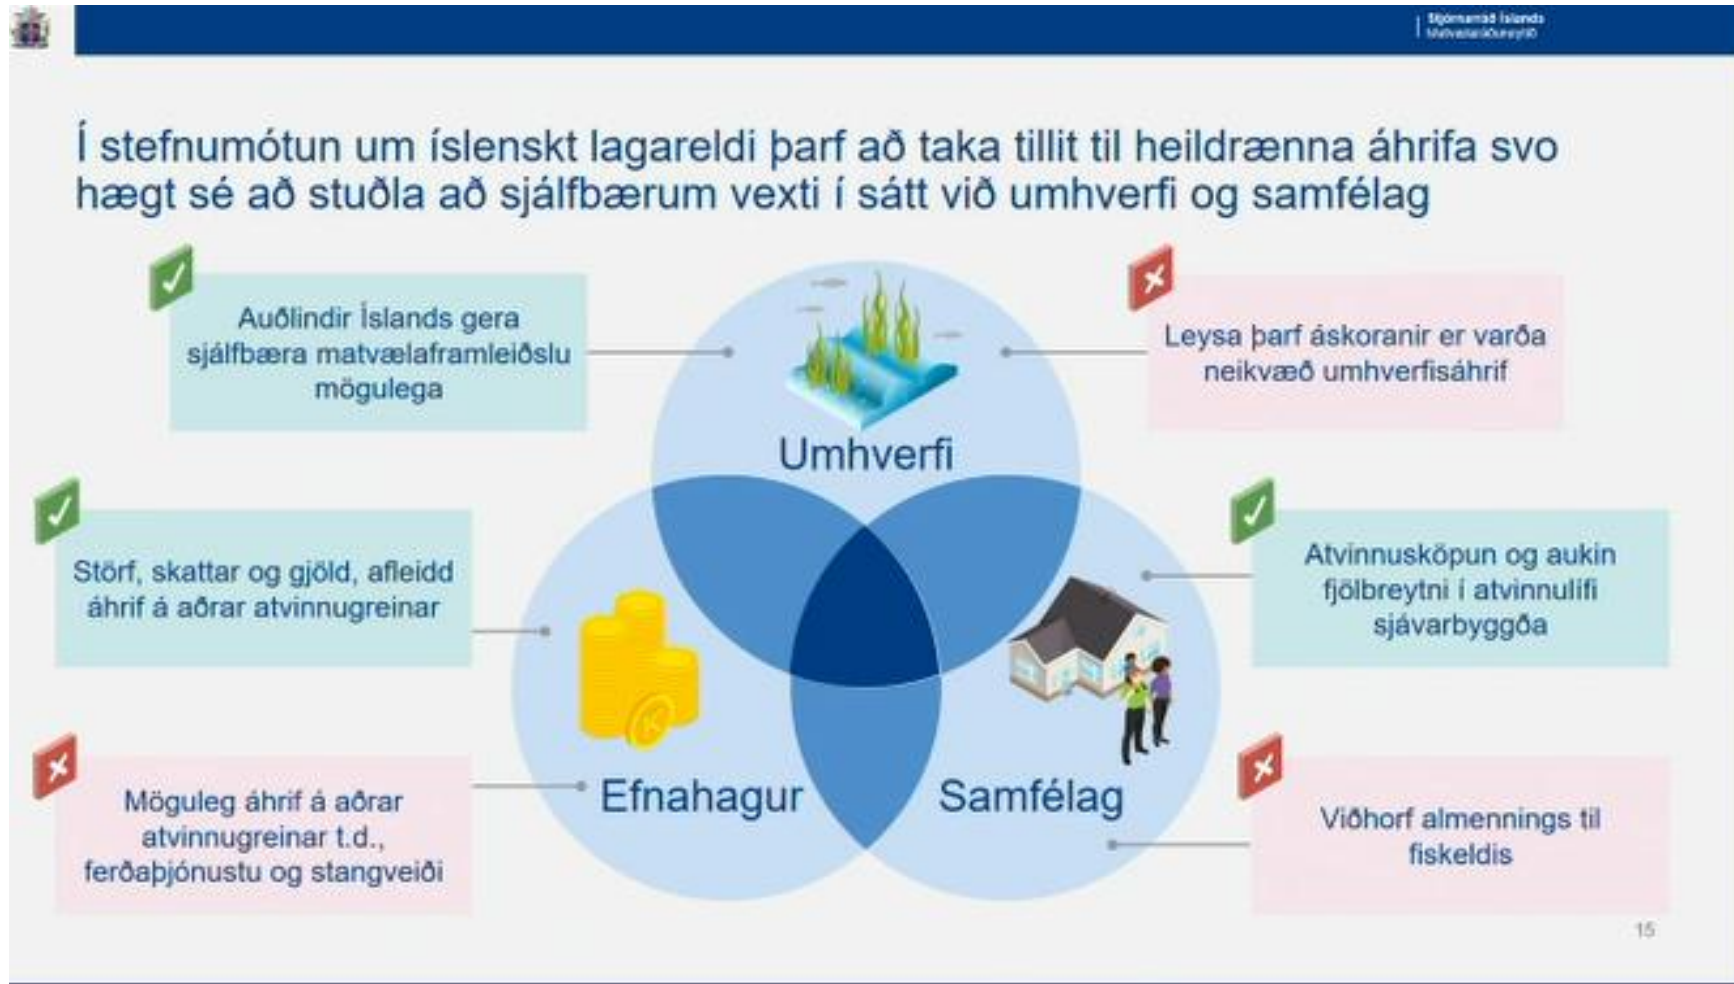 Stjórnarráð Íslands
Matvælaráðuneytið
Í stefnumótun um íslenskt lagareldi þarf að taka tillit til heildrænna áhrifa svo
hægt sé að stuðla að sjálfbærum vexti í sátt við umhverfi og samfélag
Auðlindir Íslands gera
sjálfbæra matvælaframleiðslu
mögulega
Leysa þarf áskoranir er varða
neikvæð umhverfisáhrif
Umhverfi
Störf, skattar og gjöld, afleidd
áhrif á aðrar atvinnugreinar
Atvinnusköpun og aukin
fjölbreytni í atvinnulífi
sjávarbyggða
K
Efnahagur
Samfélag
Möguleg áhrif á aðrar
atvinnugreinar t.d.,
ferðaþjónustu og stangveiði
Viðhorf almennings til
fiskeldis
15